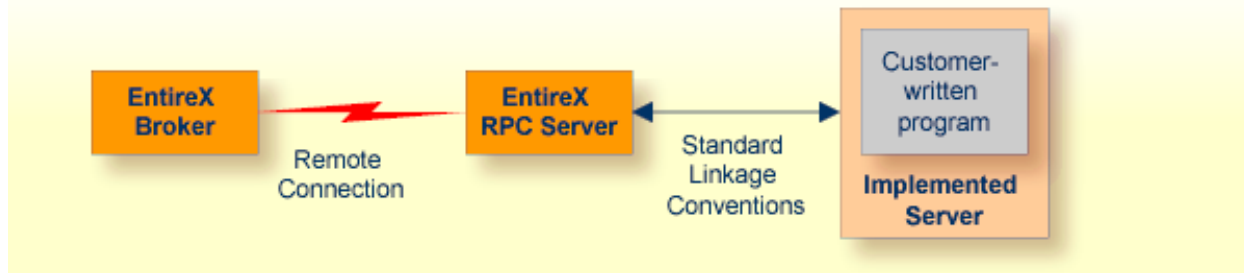 EntireX
Broker
Remote
Connection
EntireX
RPC Server
Standard
Linkage
Conventions
Customer-
written
program
Implemented
Server